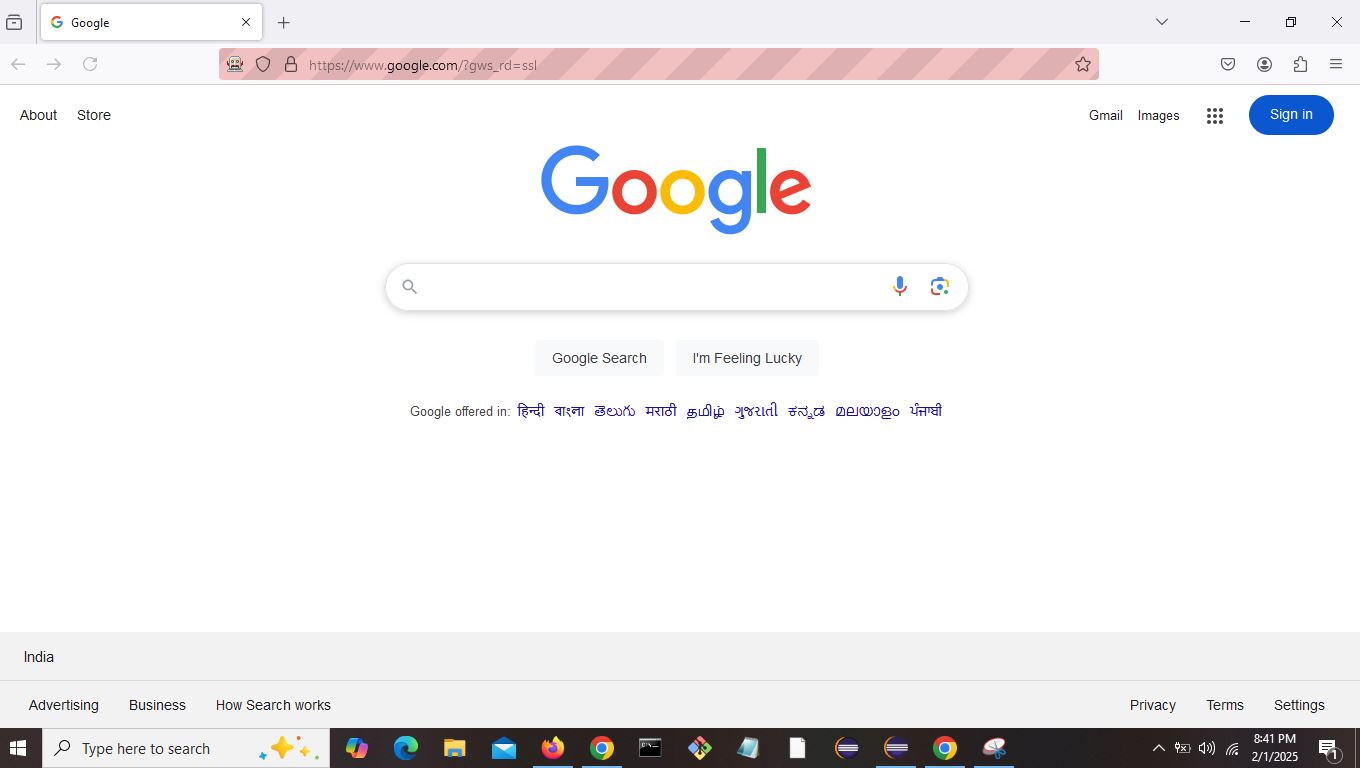 Google
https://www.google.com/?gws_rd=ssl
About Store
Gmail Images Sign in
Google
Google Search I'm Feeling Lucky
Google offered in: हिन्दी বাংলা తెలుగు मराठी தமிழ் ગુજરાતી ಕನ್ನಡ മലയാളം ਪੰਜਾਬੀ
India
Advertising Business How Search works
Privacy Terms Settings
Type here to search
8:41 PM
2/1/2025
1